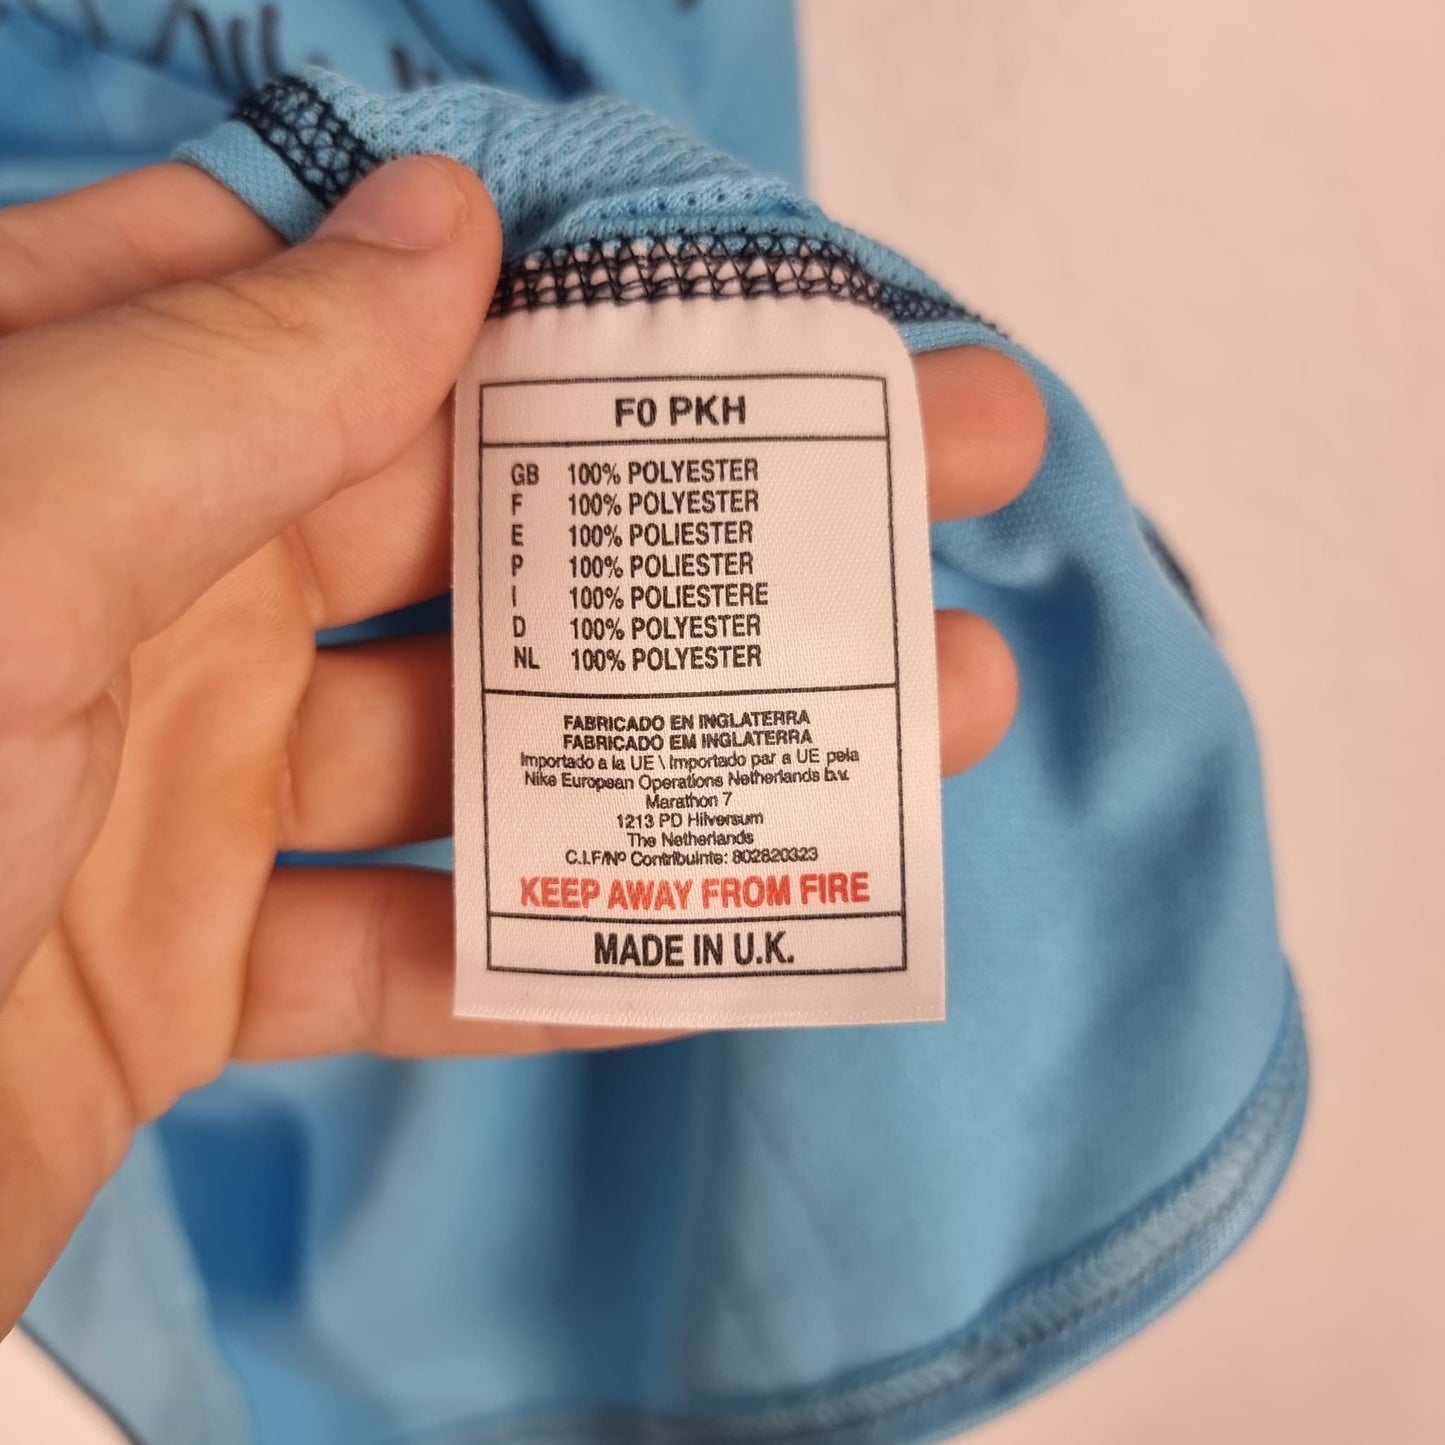 F0 PKH
GB 100% POLYESTER
F 100% POLYESTER
E 100% POLIESTER
P 100% POLIESTER
I 100% POLIESTERE
D 100% POLYESTER
NL 100% POLYESTER
FABRICADO EN INGLATERRA
FABRICADO EM INGLATERRA
Importado a la UE \ Importado par a UE pela
Nike European Operations Netherlands b.v.
Marathon 7
1213 PD Hilversum
The Netherlands
C.I.F/Nº Contribuinte: 802820323
KEEP AWAY FROM FIRE
MADE IN U.K.